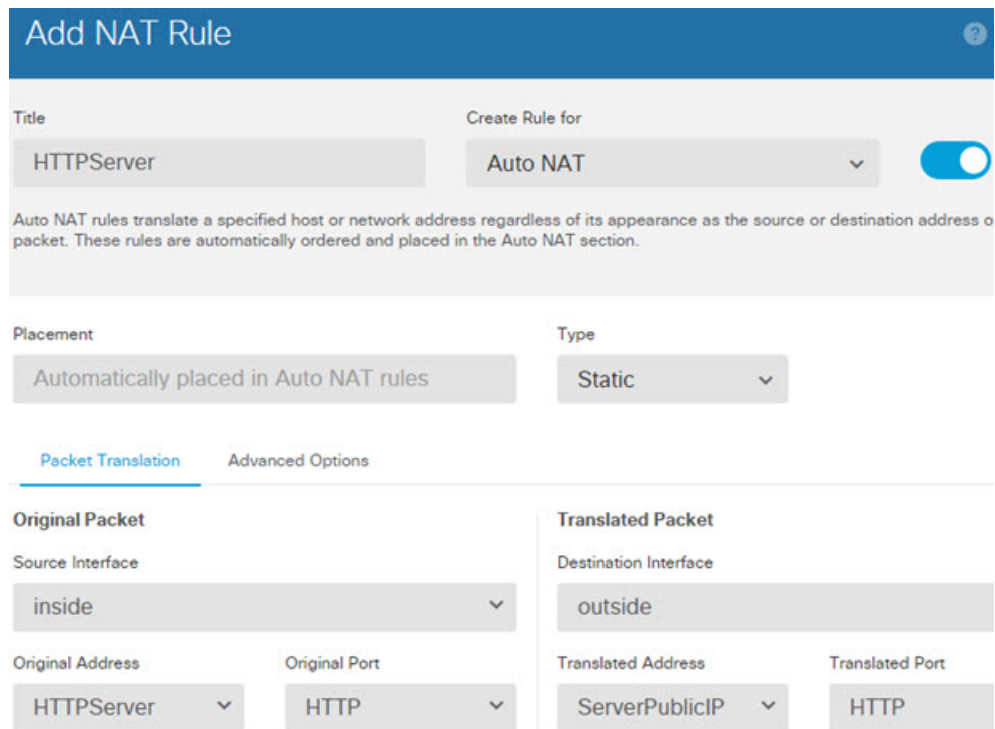 Add NAT Rule
?
Title
Create Rule for
HTTPServer
Auto NAT
Auto NAT rules translate a specified host or network address regardless of its appearance as the source or destination address o
packet. These rules are automatically ordered and placed in the Auto NAT section.
Placement
Type
Automatically placed in Auto NAT rules
Static
Packet Translation
Advanced Options
Original Packet
Translated Packet
Source Interface
Destination Interface
inside
outside
Original Address
Original Port
Translated Address
Translated Port
HTTPServer
HTTP
ServerPublicIP
HTTP